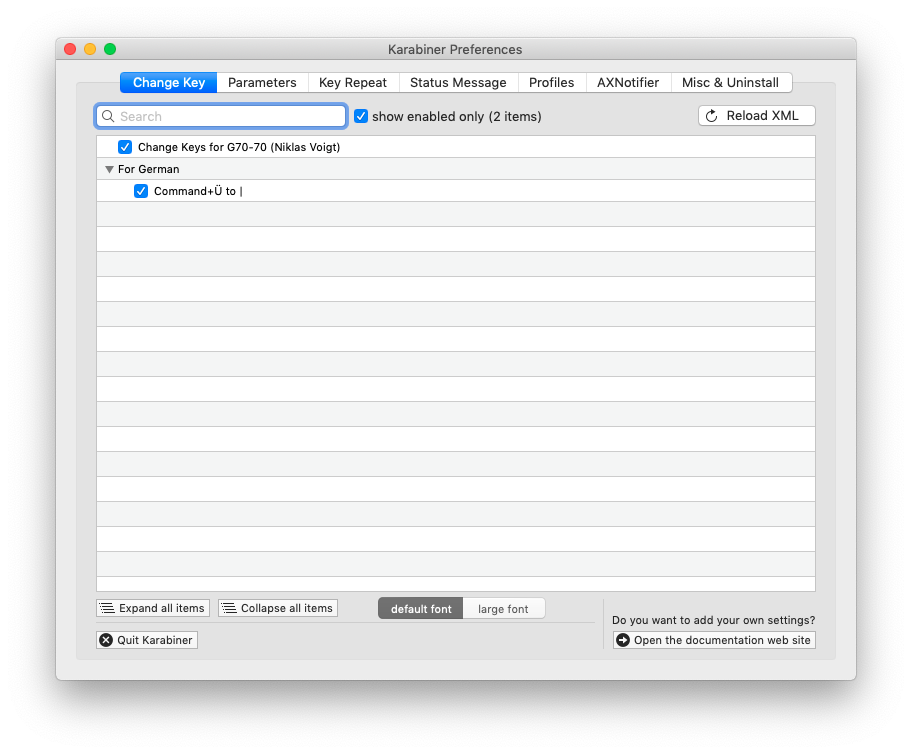 Karabiner Preferences
Change Key Parameters Key Repeat Status Message Profiles AXNotifier Misc & Uninstall
Search show enabled only (2 items) Reload XML
Change Keys for G70-70 (Niklas Voigt)
For German
Command+Ü to |
Expand all items Collapse all items default font large font
Do you want to add your own settings?
Quit Karabiner Open the documentation web site